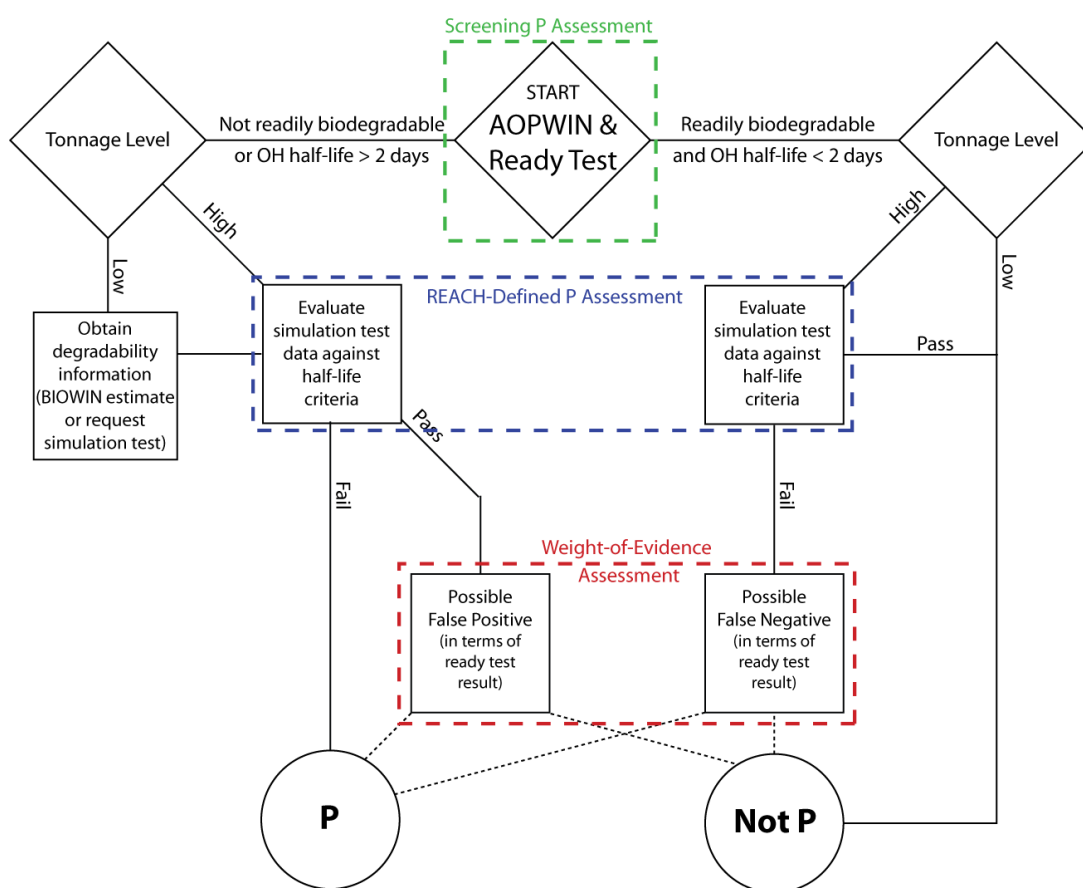 Screening P Assessment
START
AOPWIN &
Ready Test
Tonnage Level
Not readily biodegradable
or OH half-life > 2 days
Readily biodegradable
and OH half-life < 2 days
Tonnage Level
High
Low
High
Low
REACH-Defined P Assessment
Obtain
degradability
information
(BIOWIN estimate
or request
simulation test)
Evaluate
simulation test
data against
half-life
criteria
Evaluate
simulation test
data against
half-life
criteria
Pass
Pass
Fail
Fail
Weight-of-Evidence
Assessment
Possible
False Positive
(in terms of
ready test
result)
Possible
False Negative
(in terms of
ready test
result)
P
Not P